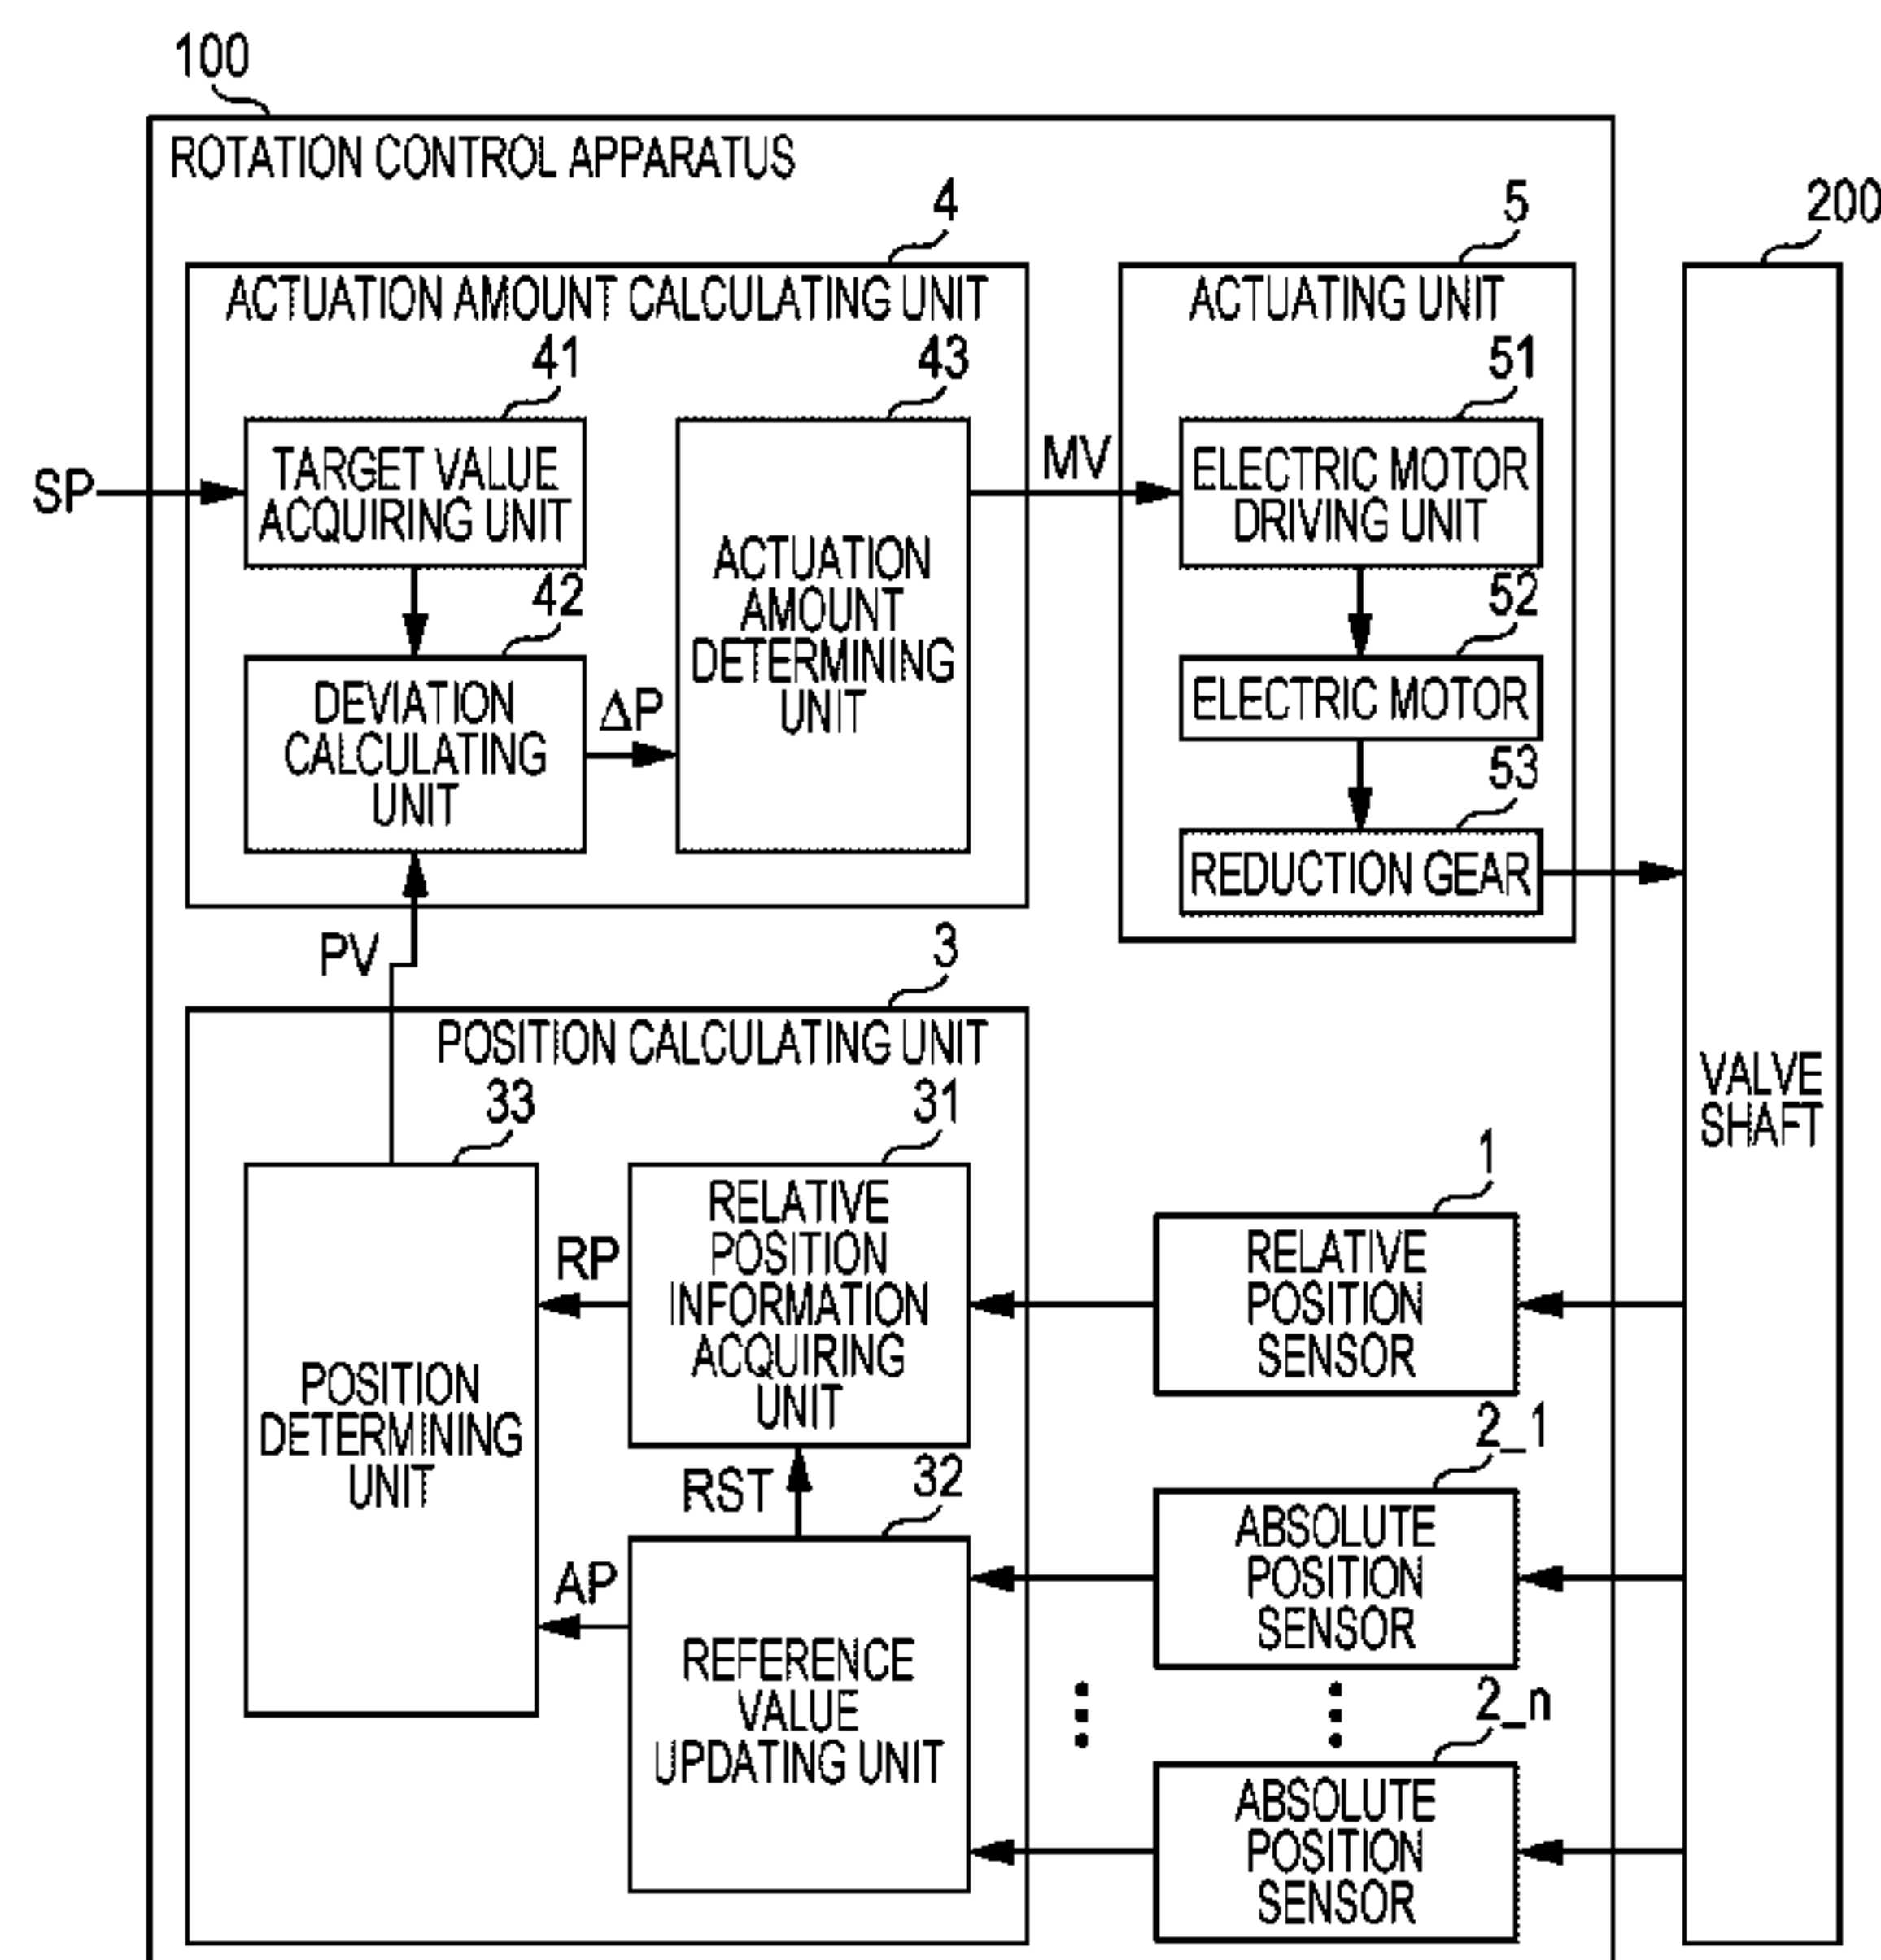 100
ROTATION CONTROL APPARATUS
4
5
200
ACTUATION AMOUNT CALCULATING UNIT
ACTUATING UNIT
41
43
51
SP
TARGET VALUE
ACQUIRING UNIT
MV
ELECTRIC MOTOR
DRIVING UNIT
42
ACTUATION
AMOUNT
DETERMINING
UNIT
52
DEVIATION
CALCULATING
UNIT
ΔP
ELECTRIC MOTOR
53
REDUCTION GEAR
PV
3
POSITION CALCULATING UNIT
VALVE
SHAFT
33
31
1
RELATIVE
POSITION
INFORMATION
ACQUIRING
UNIT
RP
RELATIVE
POSITION
SENSOR
POSITION
DETERMINING
UNIT
RST
32
2_1
AP
ABSOLUTE
POSITION
SENSOR
REFERENCE
VALUE
UPDATING UNIT
2_n
ABSOLUTE
POSITION
SENSOR